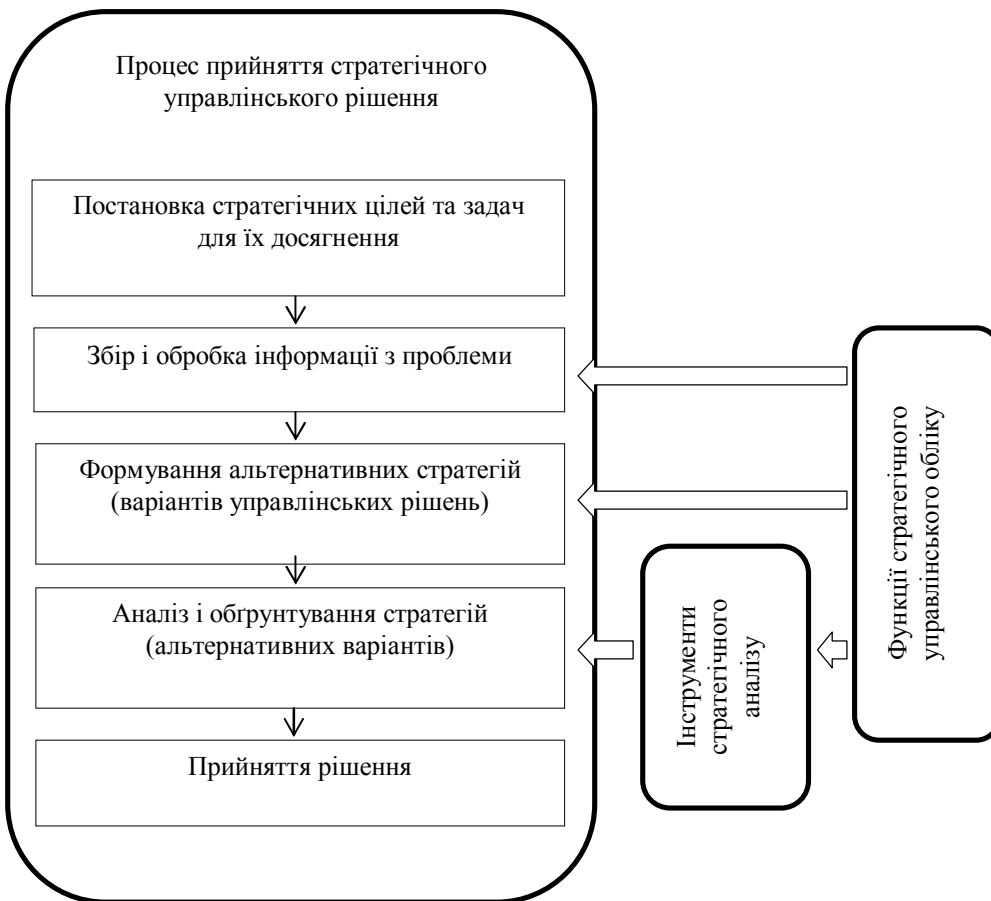 Процес прийняття стратегічного
управлінського рішення
Постановка стратегічних цілей та задач
для їх досягнення
Збір і обробка інформації з проблеми
Формування альтернативних стратегій
(варіантів управлінських рішень)
Аналіз і обґрунтування стратегій
(альтернативних варіантів)
Прийняття рішення
Інструменти
стратегічного
аналізу
Функції стратегічного
управлінського обліку